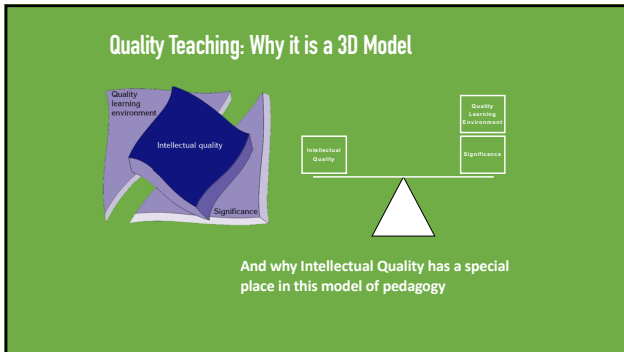 Quality Teaching: Why it is a 3D Model
Quality
learning
environment
Intellectual quality
Significance
Intellectual
Quality
Quality
Learning
Environment
Significance
And why Intellectual Quality has a special
place in this model of pedagogy